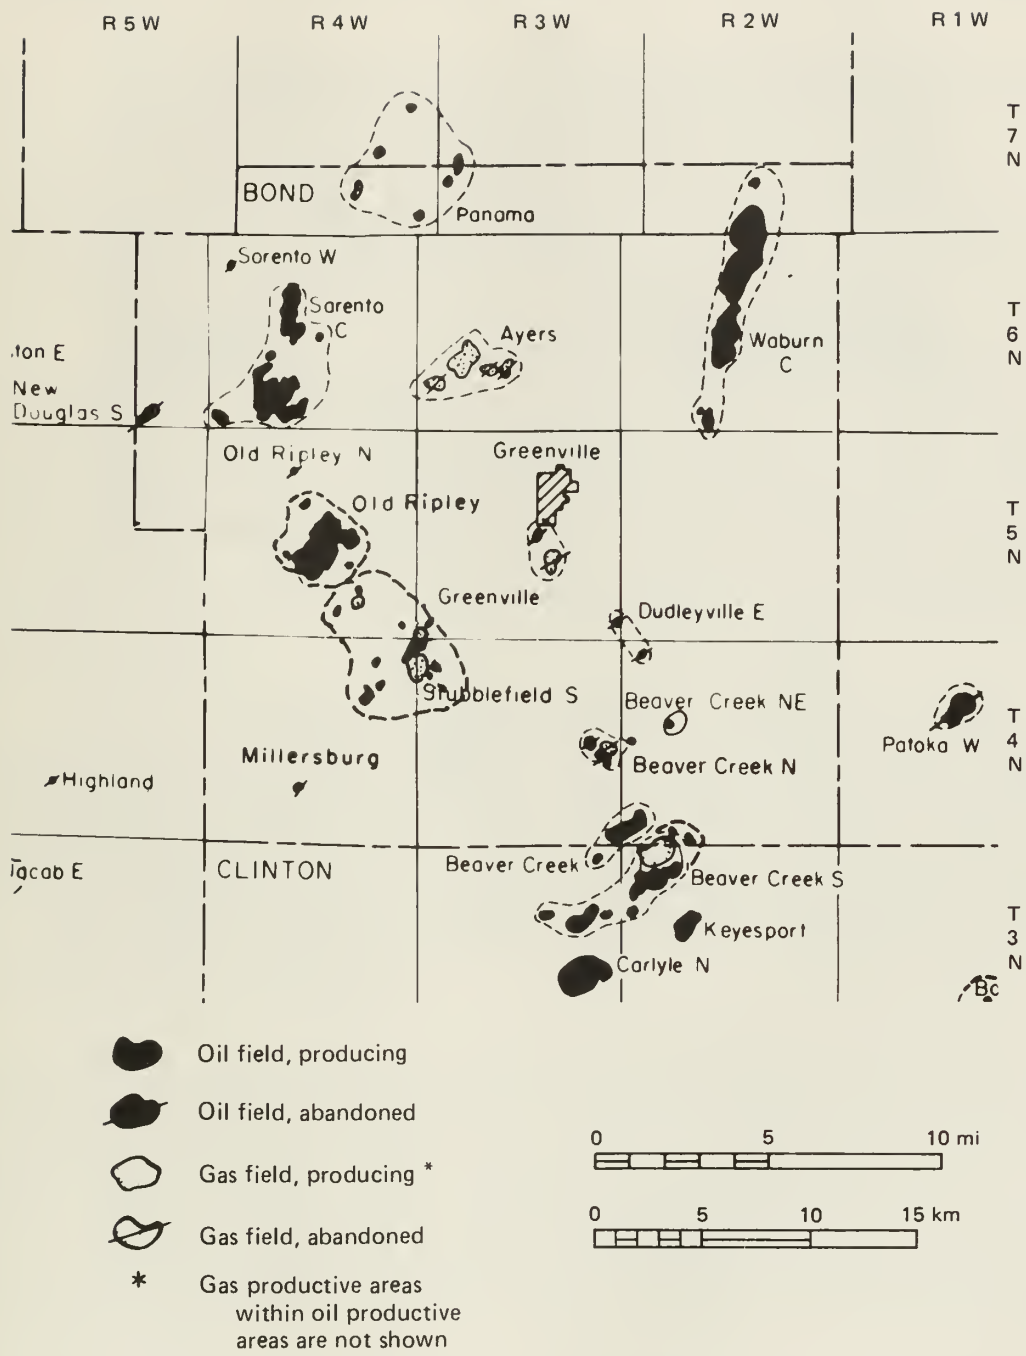 R 5 W
R 4 W
R 3 W
R 2 W
R 1 W
T 7 N
BOND
Panama
Sorento W
Sarento C
Ayers
Waburn C
T 6 N
ton E
New Douglas S
Old Ripley N
Greenville
Old Ripley
T 5 N
Greenville
Dudleyville E
Stubblefield S
Beaver Creek NE
Patoka W
T 4 N
Millersburg
Beaver Creek N
Highland
Beaver Creek
Beaver Creek S
Jacab E
CLINTON
Keyesport
T 3 N
Carlyle N
Bc
Oil field, producing
Oil field, abandoned
Gas field, producing *
Gas field, abandoned
* Gas productive areas
within oil productive
areas are not shown
0 5 10 mi
0 5 10 15 km